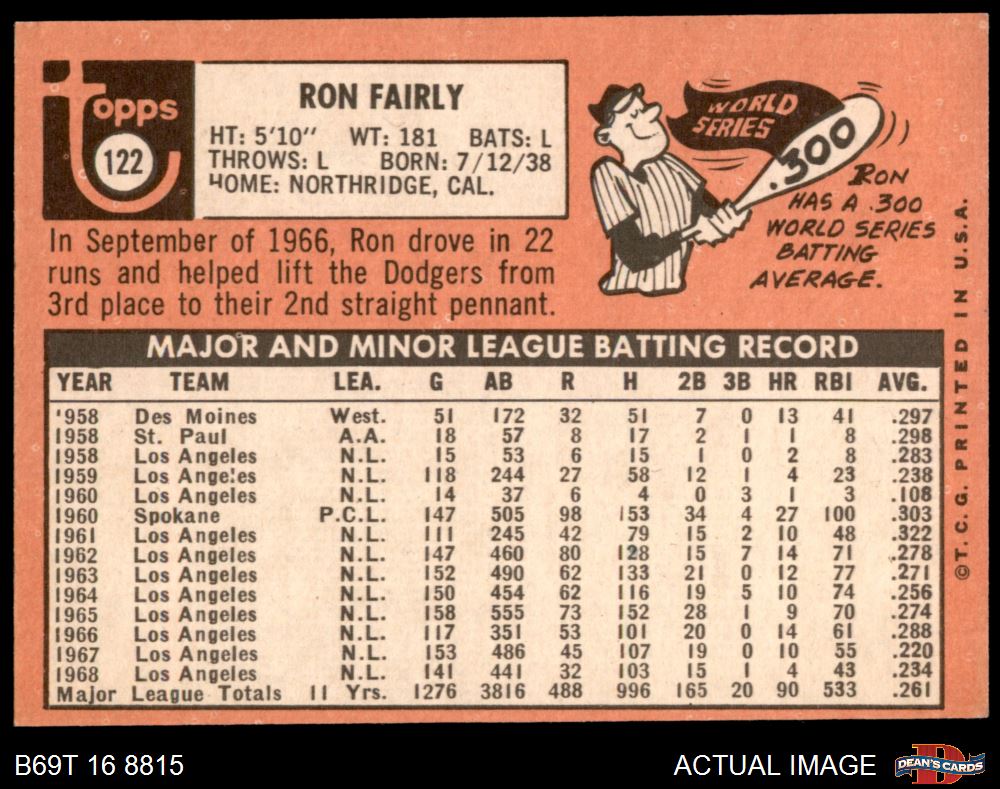 Topps
122
RON FAIRLY
HT: 5'10" WT: 181 BATS: L
THROWS: L BORN: 7/12/38
HOME: NORTHRIDGE, CAL.
In September of 1966, Ron drove in 22
runs and helped lift the Dodgers from
3rd place to their 2nd straight pennant.
WORLD
SERIES
.300
RON
HAS A .300
WORLD SERIES
BATTING
AVERAGE.
©T. C. G. PRINTED IN U.S.A.
MAJOR AND MINOR LEAGUE BATTING RECORD
YEAR TEAM LEA. G AB R H 2B 3B HR RBI AVG.
'958 Des Moines West. 51 172 32 51 7 0 13 41 .297
1958 St. Paul A.A. 18 57 8 17 2 1 1 8 .298
1958 Los Angeles N.L. 15 53 6 15 1 0 2 8 .283
1959 Los Angeles N.L. 118 244 27 58 12 1 4 23 .238
1960 Los Angeles N.L. 14 37 6 4 0 3 1 3 .108
1960 Spokane P.C.L. 147 505 98 153 34 4 27 100 .303
1961 Los Angeles N.L. 111 245 42 79 15 2 10 48 .322
1962 Los Angeles N.L. 147 460 80 128 15 7 14 71 .278
1963 Los Angeles N.L. 152 490 62 133 21 0 12 77 .271
1964 Los Angeles N.L. 150 454 62 116 19 5 10 74 .256
1965 Los Angeles N.L. 158 555 73 152 28 1 9 70 .274
1966 Los Angeles N.L. 117 351 53 101 20 0 14 61 .288
1967 Los Angeles N.L. 153 486 45 107 19 0 10 55 .220
1968 Los Angeles N.L. 141 441 32 103 15 1 4 43 .234
Major League Totals 11 Yrs. 1276 3816 488 996 165 20 90 533 .261
B69T 16 8815
ACTUAL IMAGE
DEAN'S CARDS